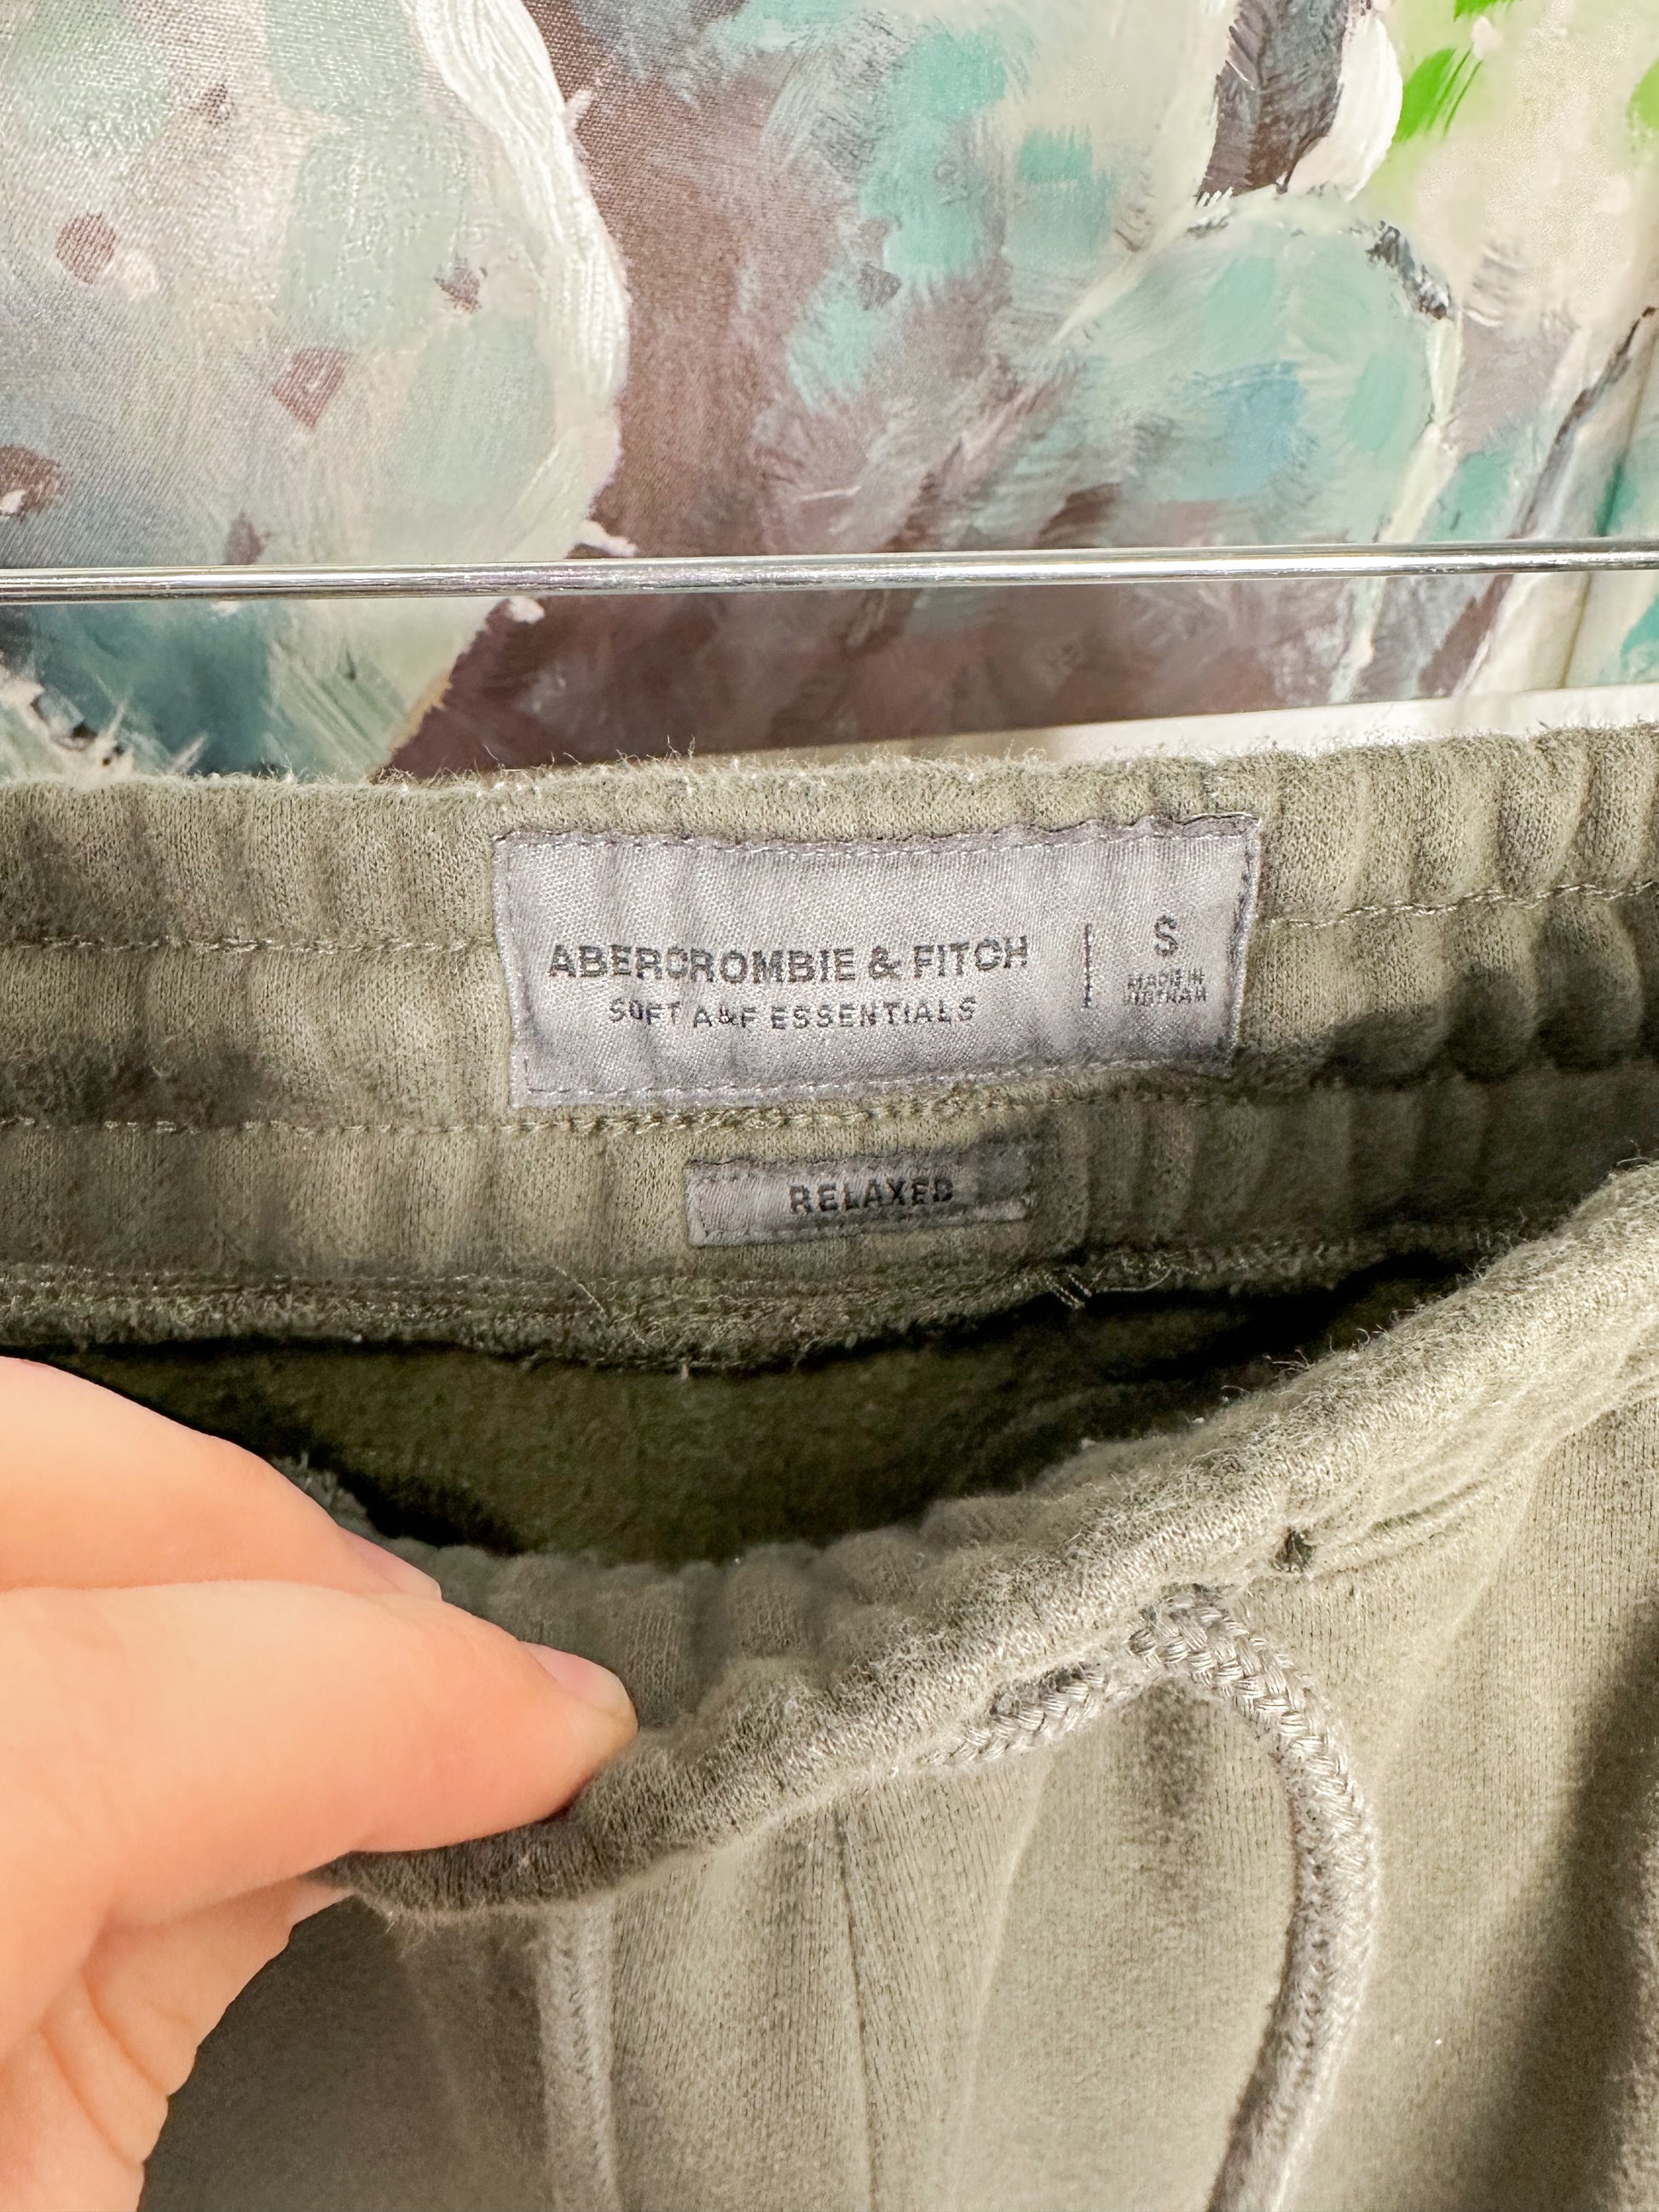 ABERCROMBIE & FITCH
SOFT A&F ESSENTIALS
S
MADE IN
VIETNAM
RELAXED